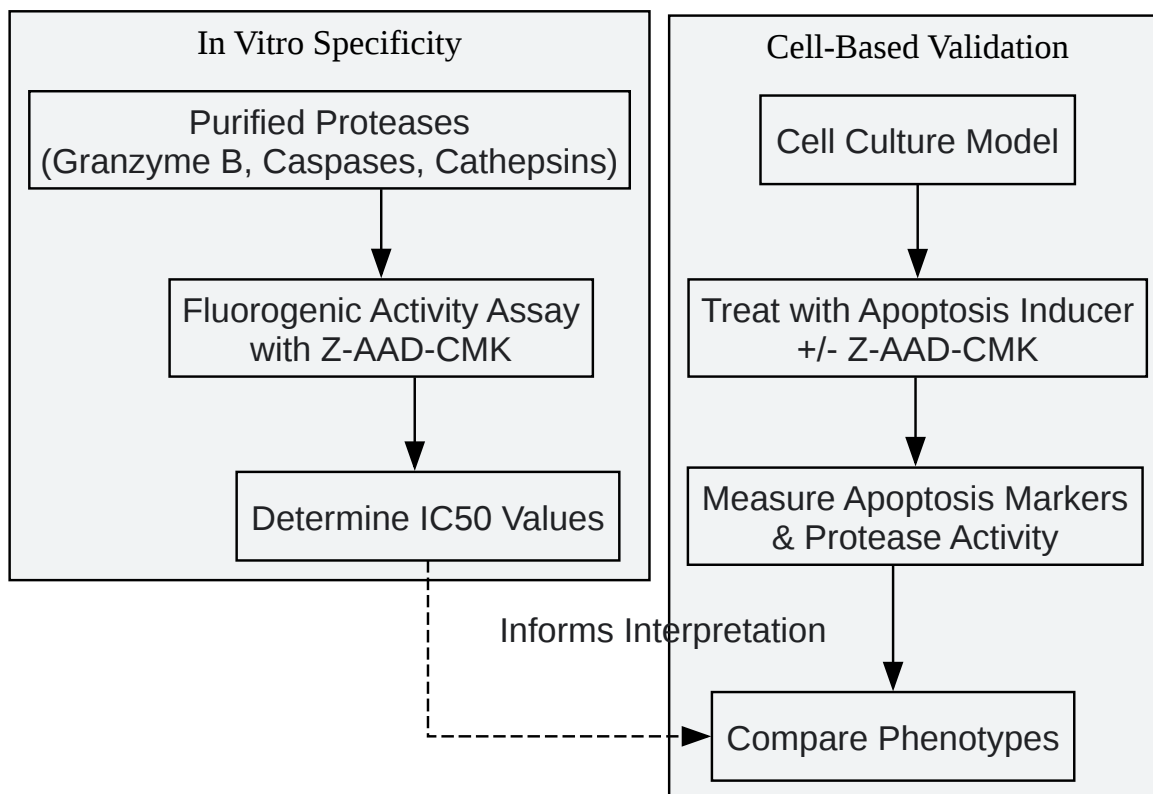 In Vitro Specificity
Purified Proteases
(Granzyme B, Caspases, Cathepsins)
Fluorogenic Activity Assay
with Z-AAD-CMK
Determine IC50 Values
Informs Interpretation
Cell-Based Validation
Cell Culture Model
Treat with Apoptosis Inducer
+/- Z-AAD-CMK
Measure Apoptosis Markers
& Protease Activity
Compare Phenotypes